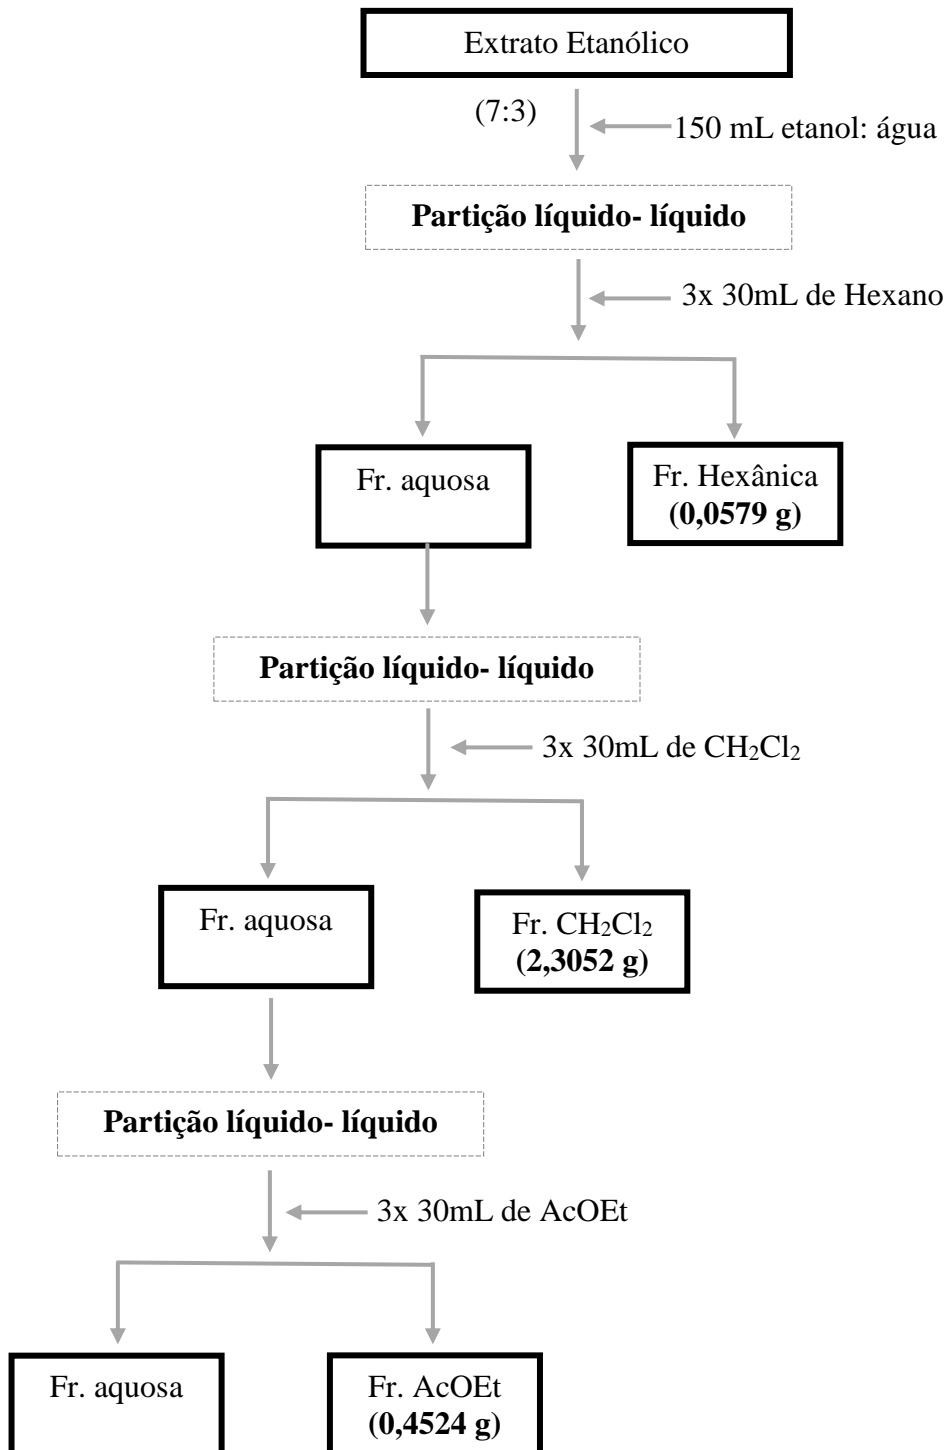 Extrato Etanólico
(7:3)
150 mL etanol: água
Partição líquido- líquido
3x 30mL de Hexano
Fr. aquosa
Fr. Hexânica
(0,0579 g)
Partição líquido- líquido
3x 30mL de CH₂Cl₂
Fr. aquosa
Fr. CH₂Cl₂
(2,3052 g)
Partição líquido- líquido
3x 30mL de AcOEt
Fr. aquosa
Fr. AcOEt
(0,4524 g)